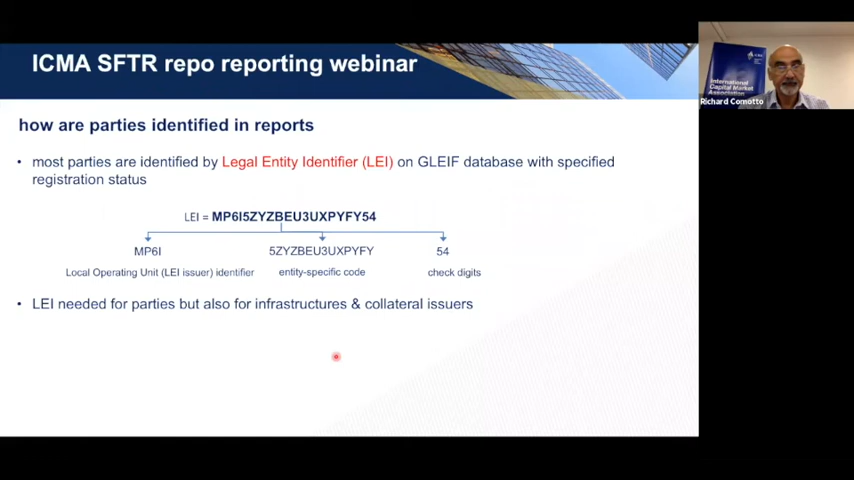 ICMA SFTR repo reporting webinar
how are parties identified in reports
• most parties are identified by Legal Entity Identifier (LEI) on GLEIF database with specified
registration status
LEI = MP6I5ZYZBEU3UXPYFY54
MP6I 5ZYZBEU3UXPYFY 54
Local Operating Unit (LEI issuer) identifier entity-specific code check digits
• LEI needed for parties but also for infrastructures & collateral issuers
ICMA
International
Capital Market
Association
Richard Comotto